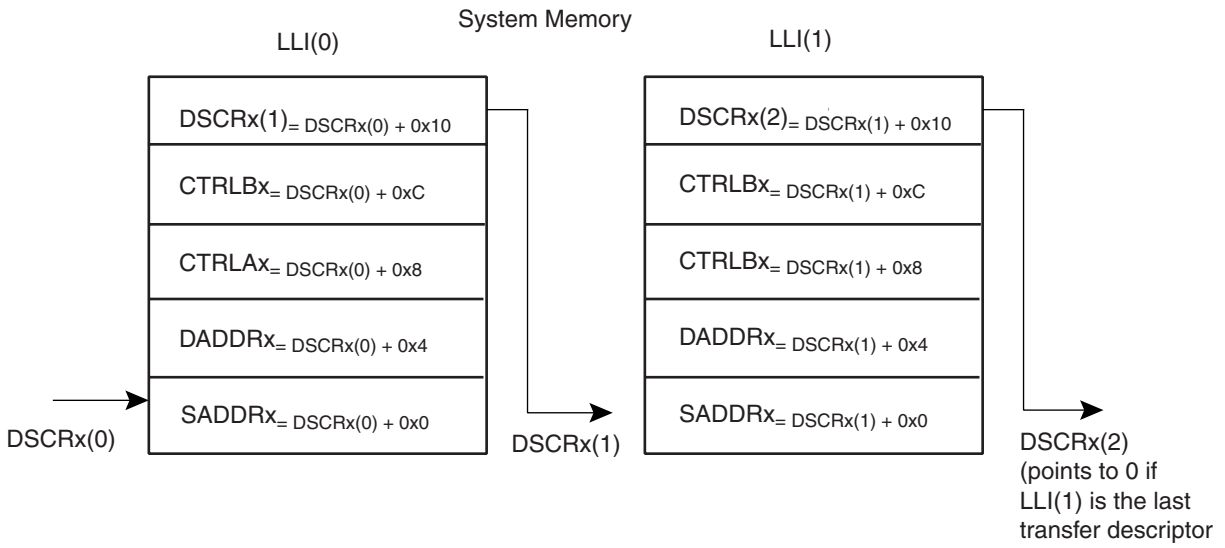 System Memory
LLI(0)
LLI(1)
DSCRx(1)= DSCRx(0) + 0x10
CTRLBx= DSCRx(0) + 0xC
CTRLAx= DSCRx(0) + 0x8
DADDRx= DSCRx(0) + 0x4
SADDRx= DSCRx(0) + 0x0
DSCRx(0)
DSCRx(1)
DSCRx(2)= DSCRx(1) + 0x10
CTRLBx= DSCRx(1) + 0xC
CTRLBx= DSCRx(1) + 0x8
DADDRx= DSCRx(1) + 0x4
SADDRx= DSCRx(1) + 0x0
DSCRx(2)
(points to 0 if
LLI(1) is the last
transfer descriptor